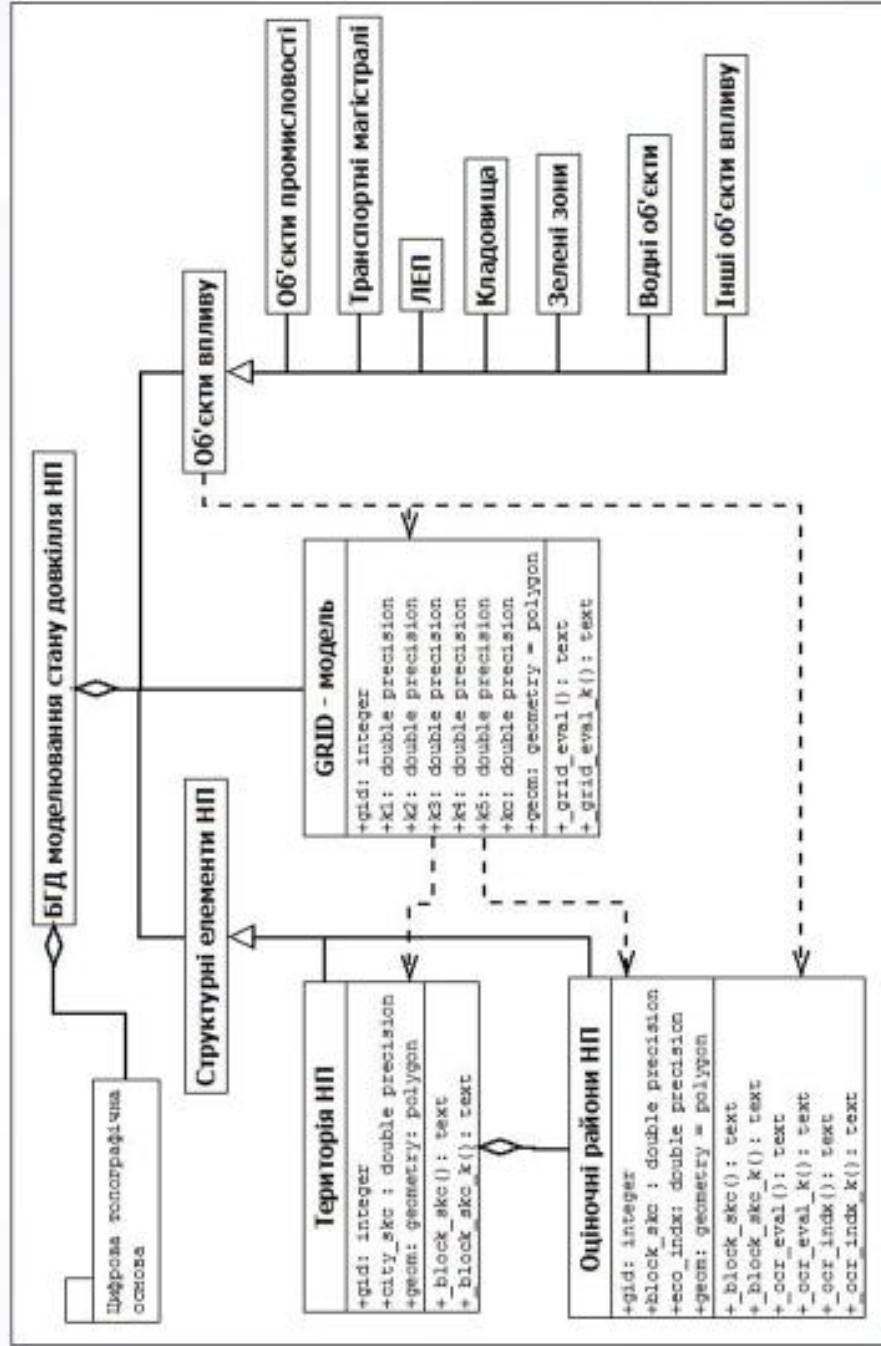 БГД моделювання стану довкілля НП
Цифрова топографічна
основа
Структурні елементи НП
Об'єкти впливу
Територія НП
+gid: integer
+city_skc : double precision
+geom: geometry: polygon
+_block_skc(): text
+_block_skc_k(): text
GRID - модель
+gid: integer
+k1: double precision
+k2: double precision
+k3: double precision
+k4: double precision
+k5: double precision
+kc: double precision
+geom: geometry = polygon
+_grid_eval(): text
+_grid_eval_k(): text
Об'єкти промисловості
Транспортні магістралі
ЛЕП
Кладовища
Зелені зони
Водні об'єкти
Інші об'єкти впливу
Оціночні райони НП
+gid: integer
+block_skc : double precision
+eco_indx: double precision
+geom: geometry = polygon
+_block_skc(): text
+_block_skc_k(): text
+_ocr_eval(): text
+_ocr_eval_k(): text
+_ocr_indx(): text
+_ocr_indx_k(): text